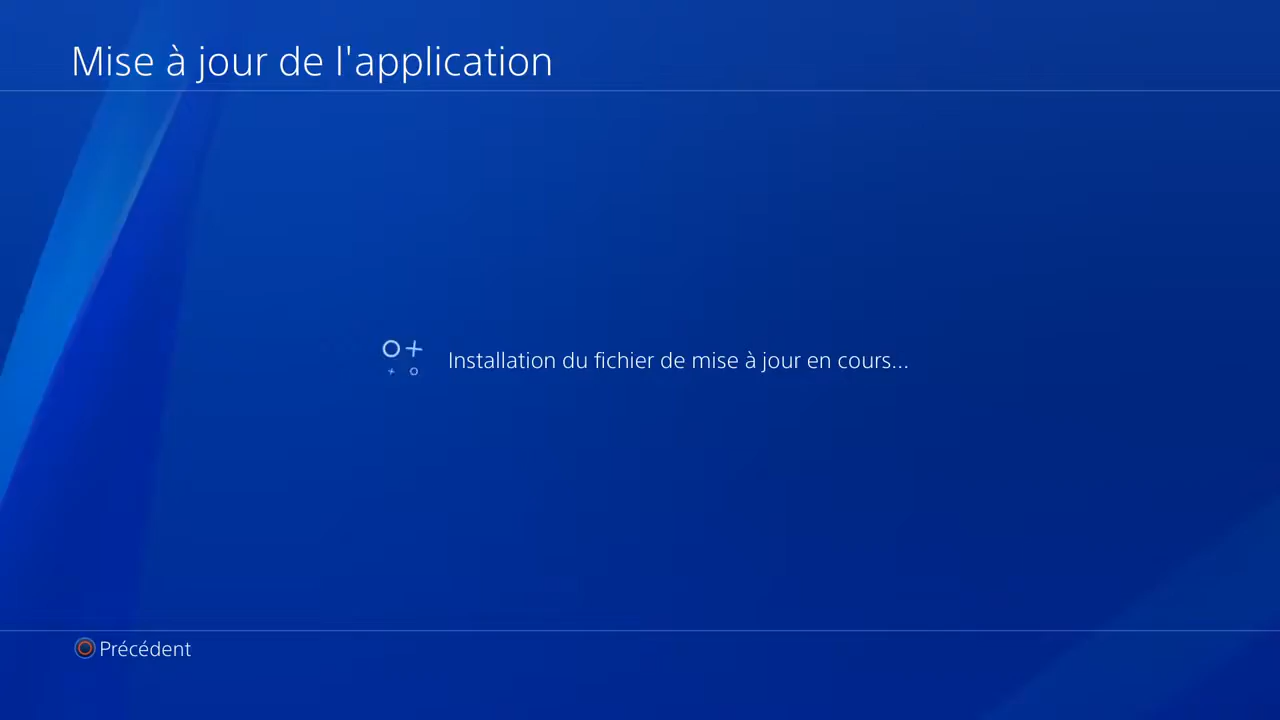 Mise à jour de l'application
Installation du fichier de mise à jour en cours...
Précédent